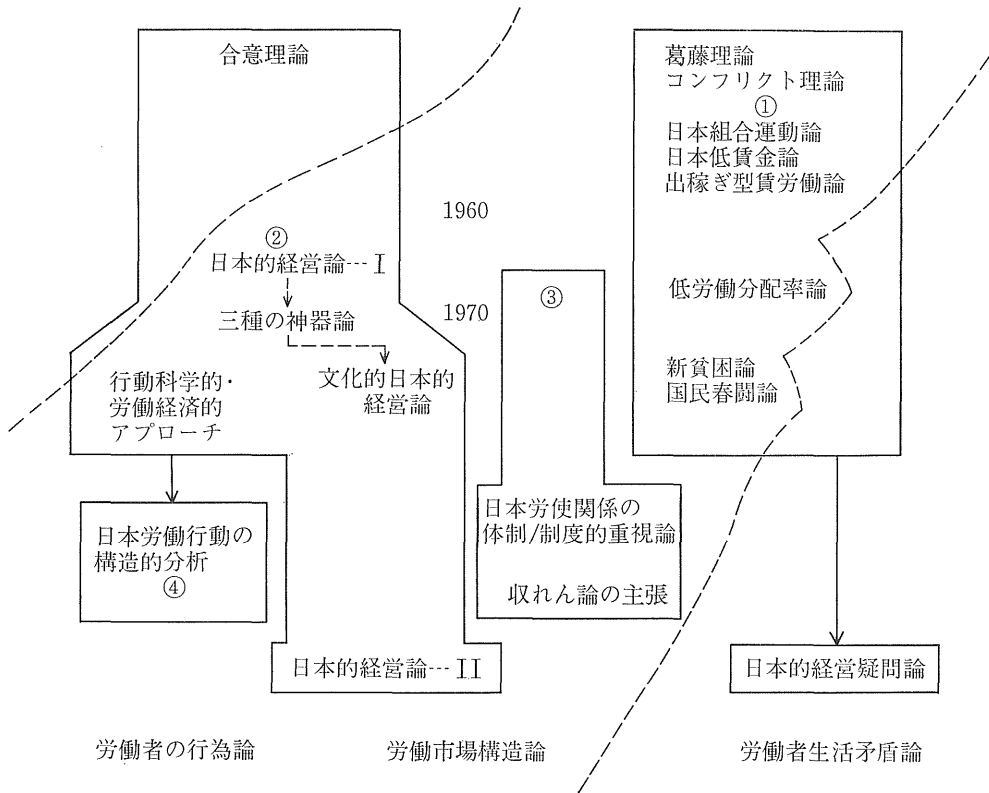 合意理論
②
日本的経営論---I
三種の神器論
文化的日本的
経営論
行動科学的・
労働経済的
アプローチ
日本労働行動の
構造的分析
④
日本的経営論---II
1960
1970
③
日本労使関係の
体制/制度的重視論
収れん論の主張
葛藤理論
コンフリクト理論
①
日本組合運動論
日本低賃金論
出稼ぎ型賃労働論
低労働分配率論
新貧困論
国民春闘論
日本的経営疑問論
労働者の行為論
労働市場構造論
労働者生活矛盾論